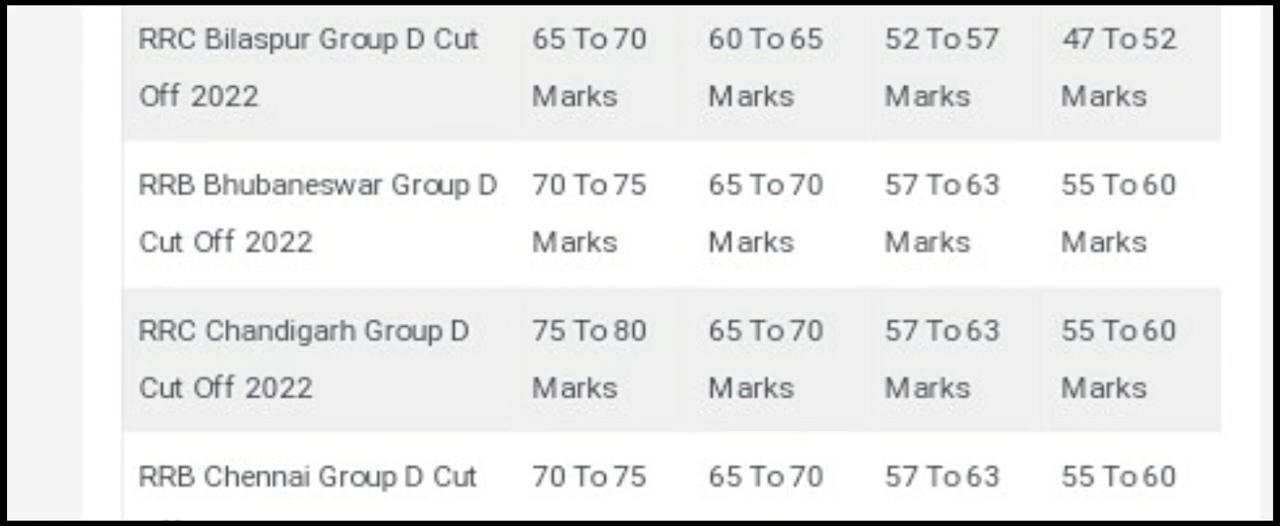 RRC Bilaspur Group D Cut 65 To 70 60 To 65 52 To 57 47 To 52
Off 2022 Marks Marks Marks Marks
RRB Bhubaneswar Group D 70 To 75 65 To 70 57 To 63 55 To 60
Cut Off 2022 Marks Marks Marks Marks
RRC Chandigarh Group D 75 To 80 65 To 70 57 To 63 55 To 60
Cut Off 2022 Marks Marks Marks Marks
RRB Chennai Group D Cut 70 To 75 65 To 70 57 To 63 55 To 60